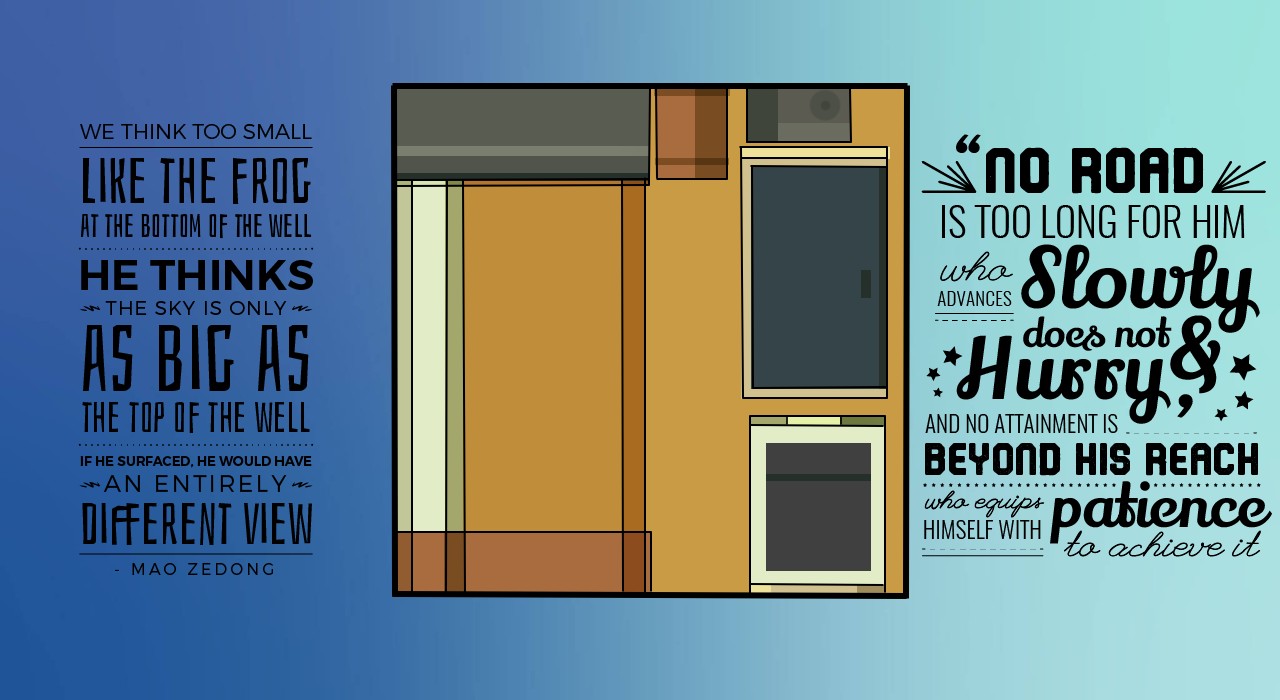 WE THINK TOO SMALL
LIKE THE FROG
AT THE BOTTOM OF THE WELL
HE THINKS
THE SKY IS ONLY
AS BIG AS
THE TOP OF THE WELL
IF HE SURFACED, HE WOULD HAVE
AN ENTIRELY
DIFFERENT VIEW
- MAO ZEDONG
“NO ROAD
IS TOO LONG FOR HIM
who ADVANCES Slowly
does not
Hurry, &
AND NO ATTAINMENT IS
BEYOND HIS REACH
who equips
HIMSELF WITH patience
to achieve it